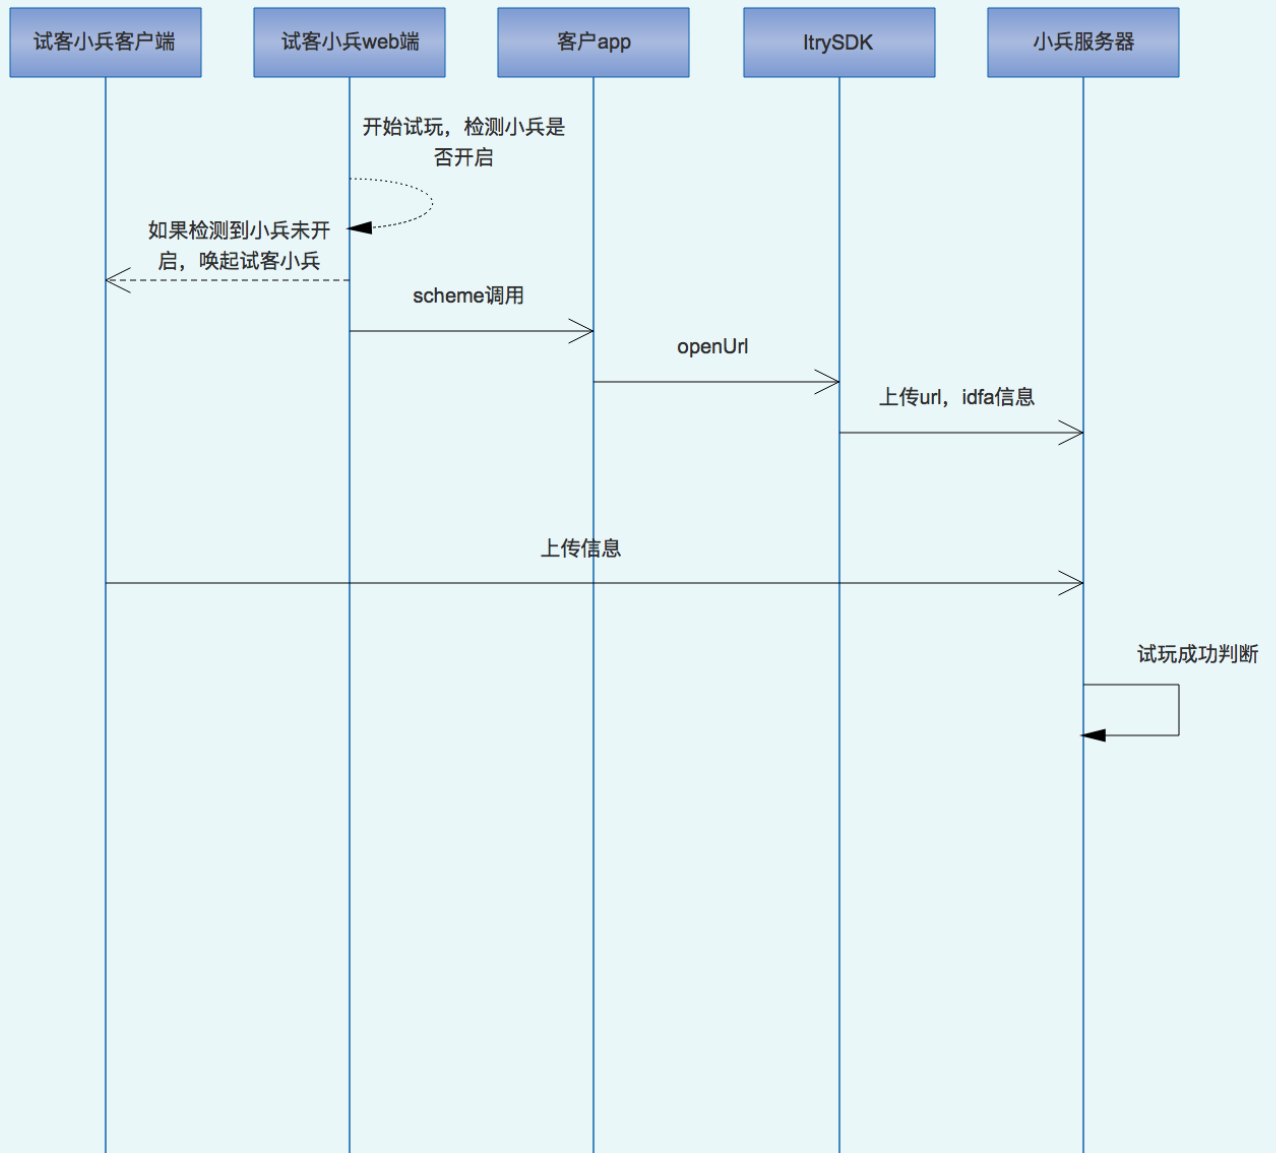 试客小兵客户端
试客小兵web端
客户app
ItrySDK
小兵服务器
开始试玩，检测小兵是
否开启
如果检测到小兵未开
启，唤起试客小兵
scheme调用
openUrl
上传url，idfa信息
上传信息
试玩成功判断